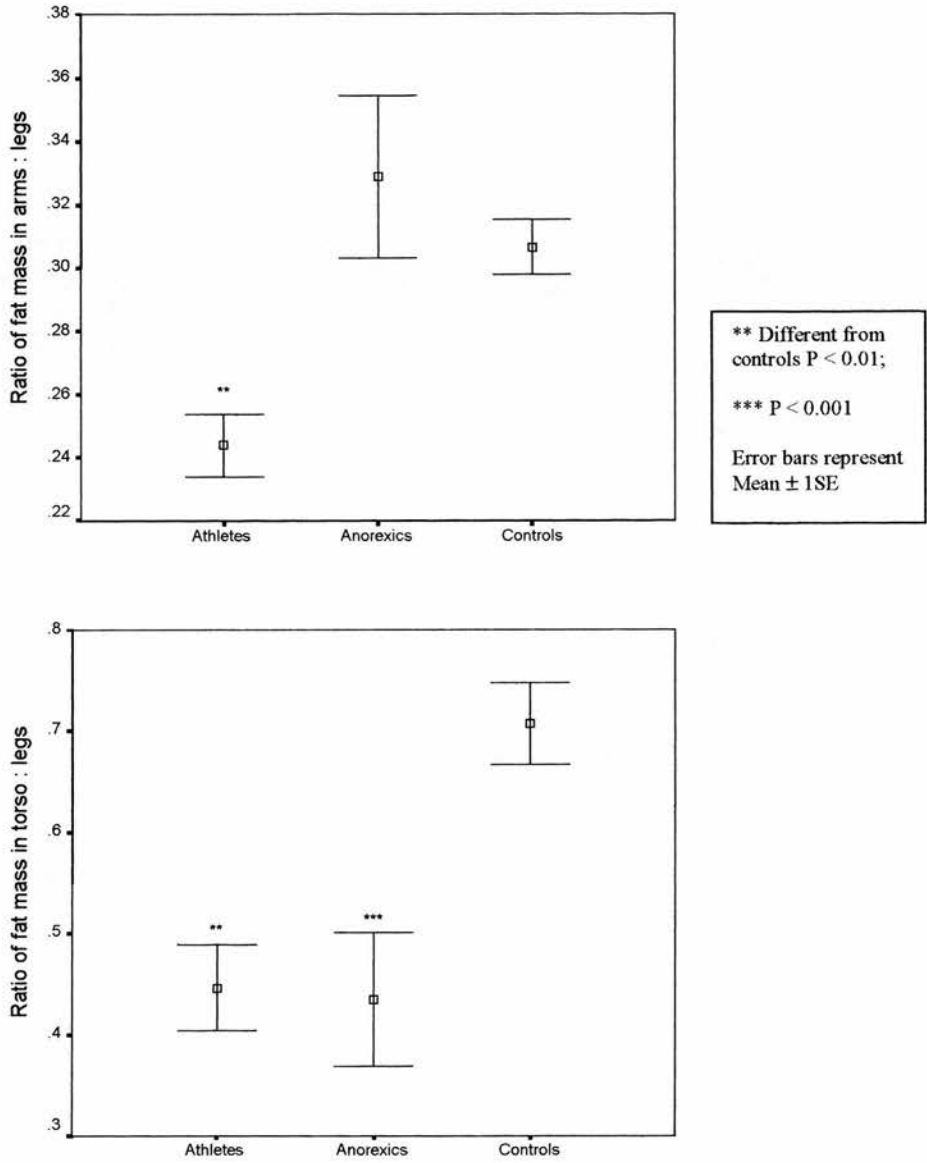 .38
.36
.34
.32
.30
.28
.26
.24
.22
Ratio of fat mass in arms : legs
**
Athletes
Anorexics
Controls
** Different from
controls P < 0.01;
*** P < 0.001
Error bars represent
Mean ± 1SE
.8
.7
.6
.5
.4
.3
Ratio of fat mass in torso : legs
**
***
Athletes
Anorexics
Controls